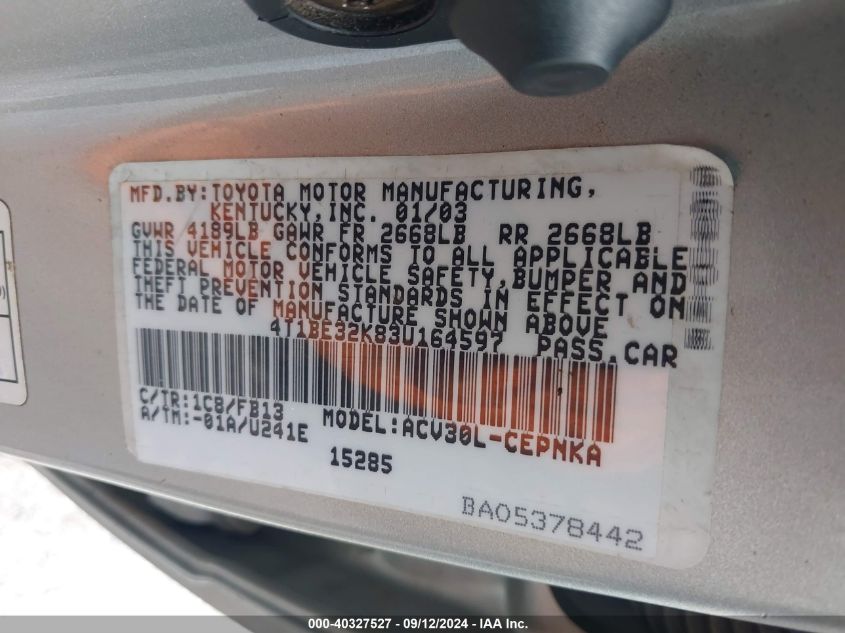 MFD.BY:TOYOTA MOTOR MANUFACTURING,
KENTUCKY,INC. 01/03
GVWR 4189LB GAWR FR 2668LB RR 2668LB
THIS VEHICLE CONFORMS TO ALL APPLICABLE
FEDERAL MOTOR VEHICLE SAFETY,BUMPER AND
THEFT PREVENTION STANDARDS IN EFFECT ON
THE DATE OF MANUFACTURE SHOWN ABOVE
4T1BE32K83U164597 PASS.CAR
C/TR:1C8/FB13
A/TM:-01A/U241E MODEL:ACV30L-CEPNKA
15285
BA05378442
000-40327527 - 09/12/2024 - IAAI.com